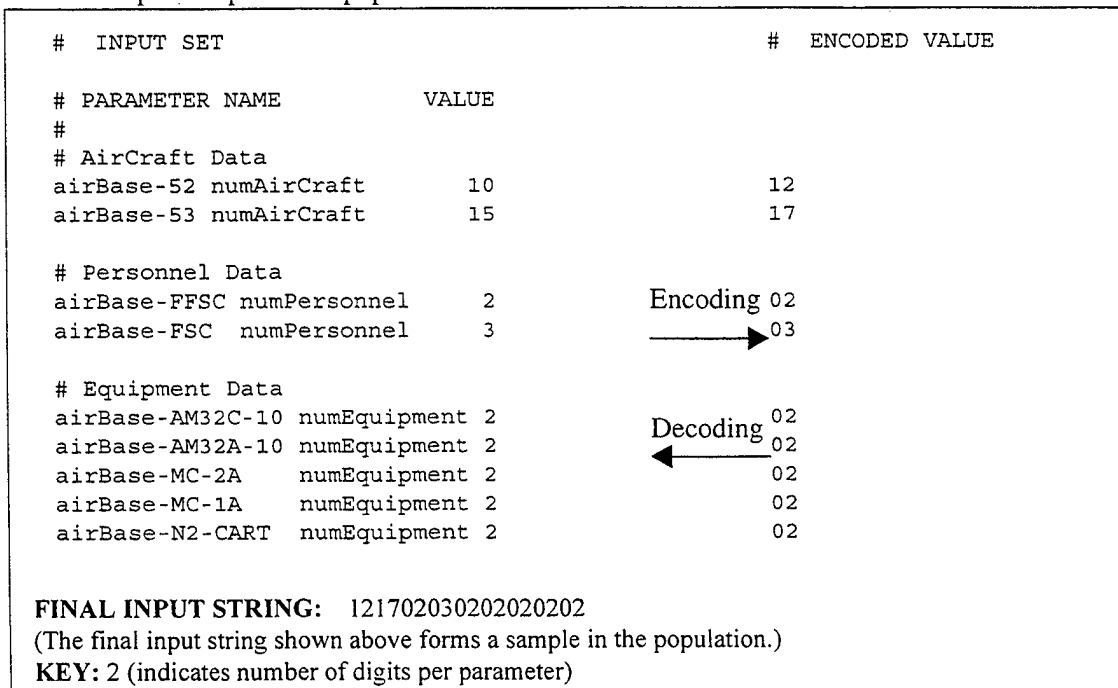 # INPUT SET # ENCODED VALUE
# PARAMETER NAME VALUE
#
# AirCraft Data
airBase-52 numAirCraft 10 12
airBase-53 numAirCraft 15 17
# Personnel Data
airBase-FFSC numPersonnel 2 Encoding 02
airBase-FSC numPersonnel 3 03
# Equipment Data
airBase-AM32C-10 numEquipment 2 02
Decoding
airBase-AM32A-10 numEquipment 2 02
airBase-MC-2A numEquipment 2 02
airBase-MC-1A numEquipment 2 02
airBase-N2-CART numEquipment 2 02
FINAL INPUT STRING: 121702030202020202
(The final input string shown above forms a sample in the population.)
KEY: 2 (indicates number of digits per parameter)